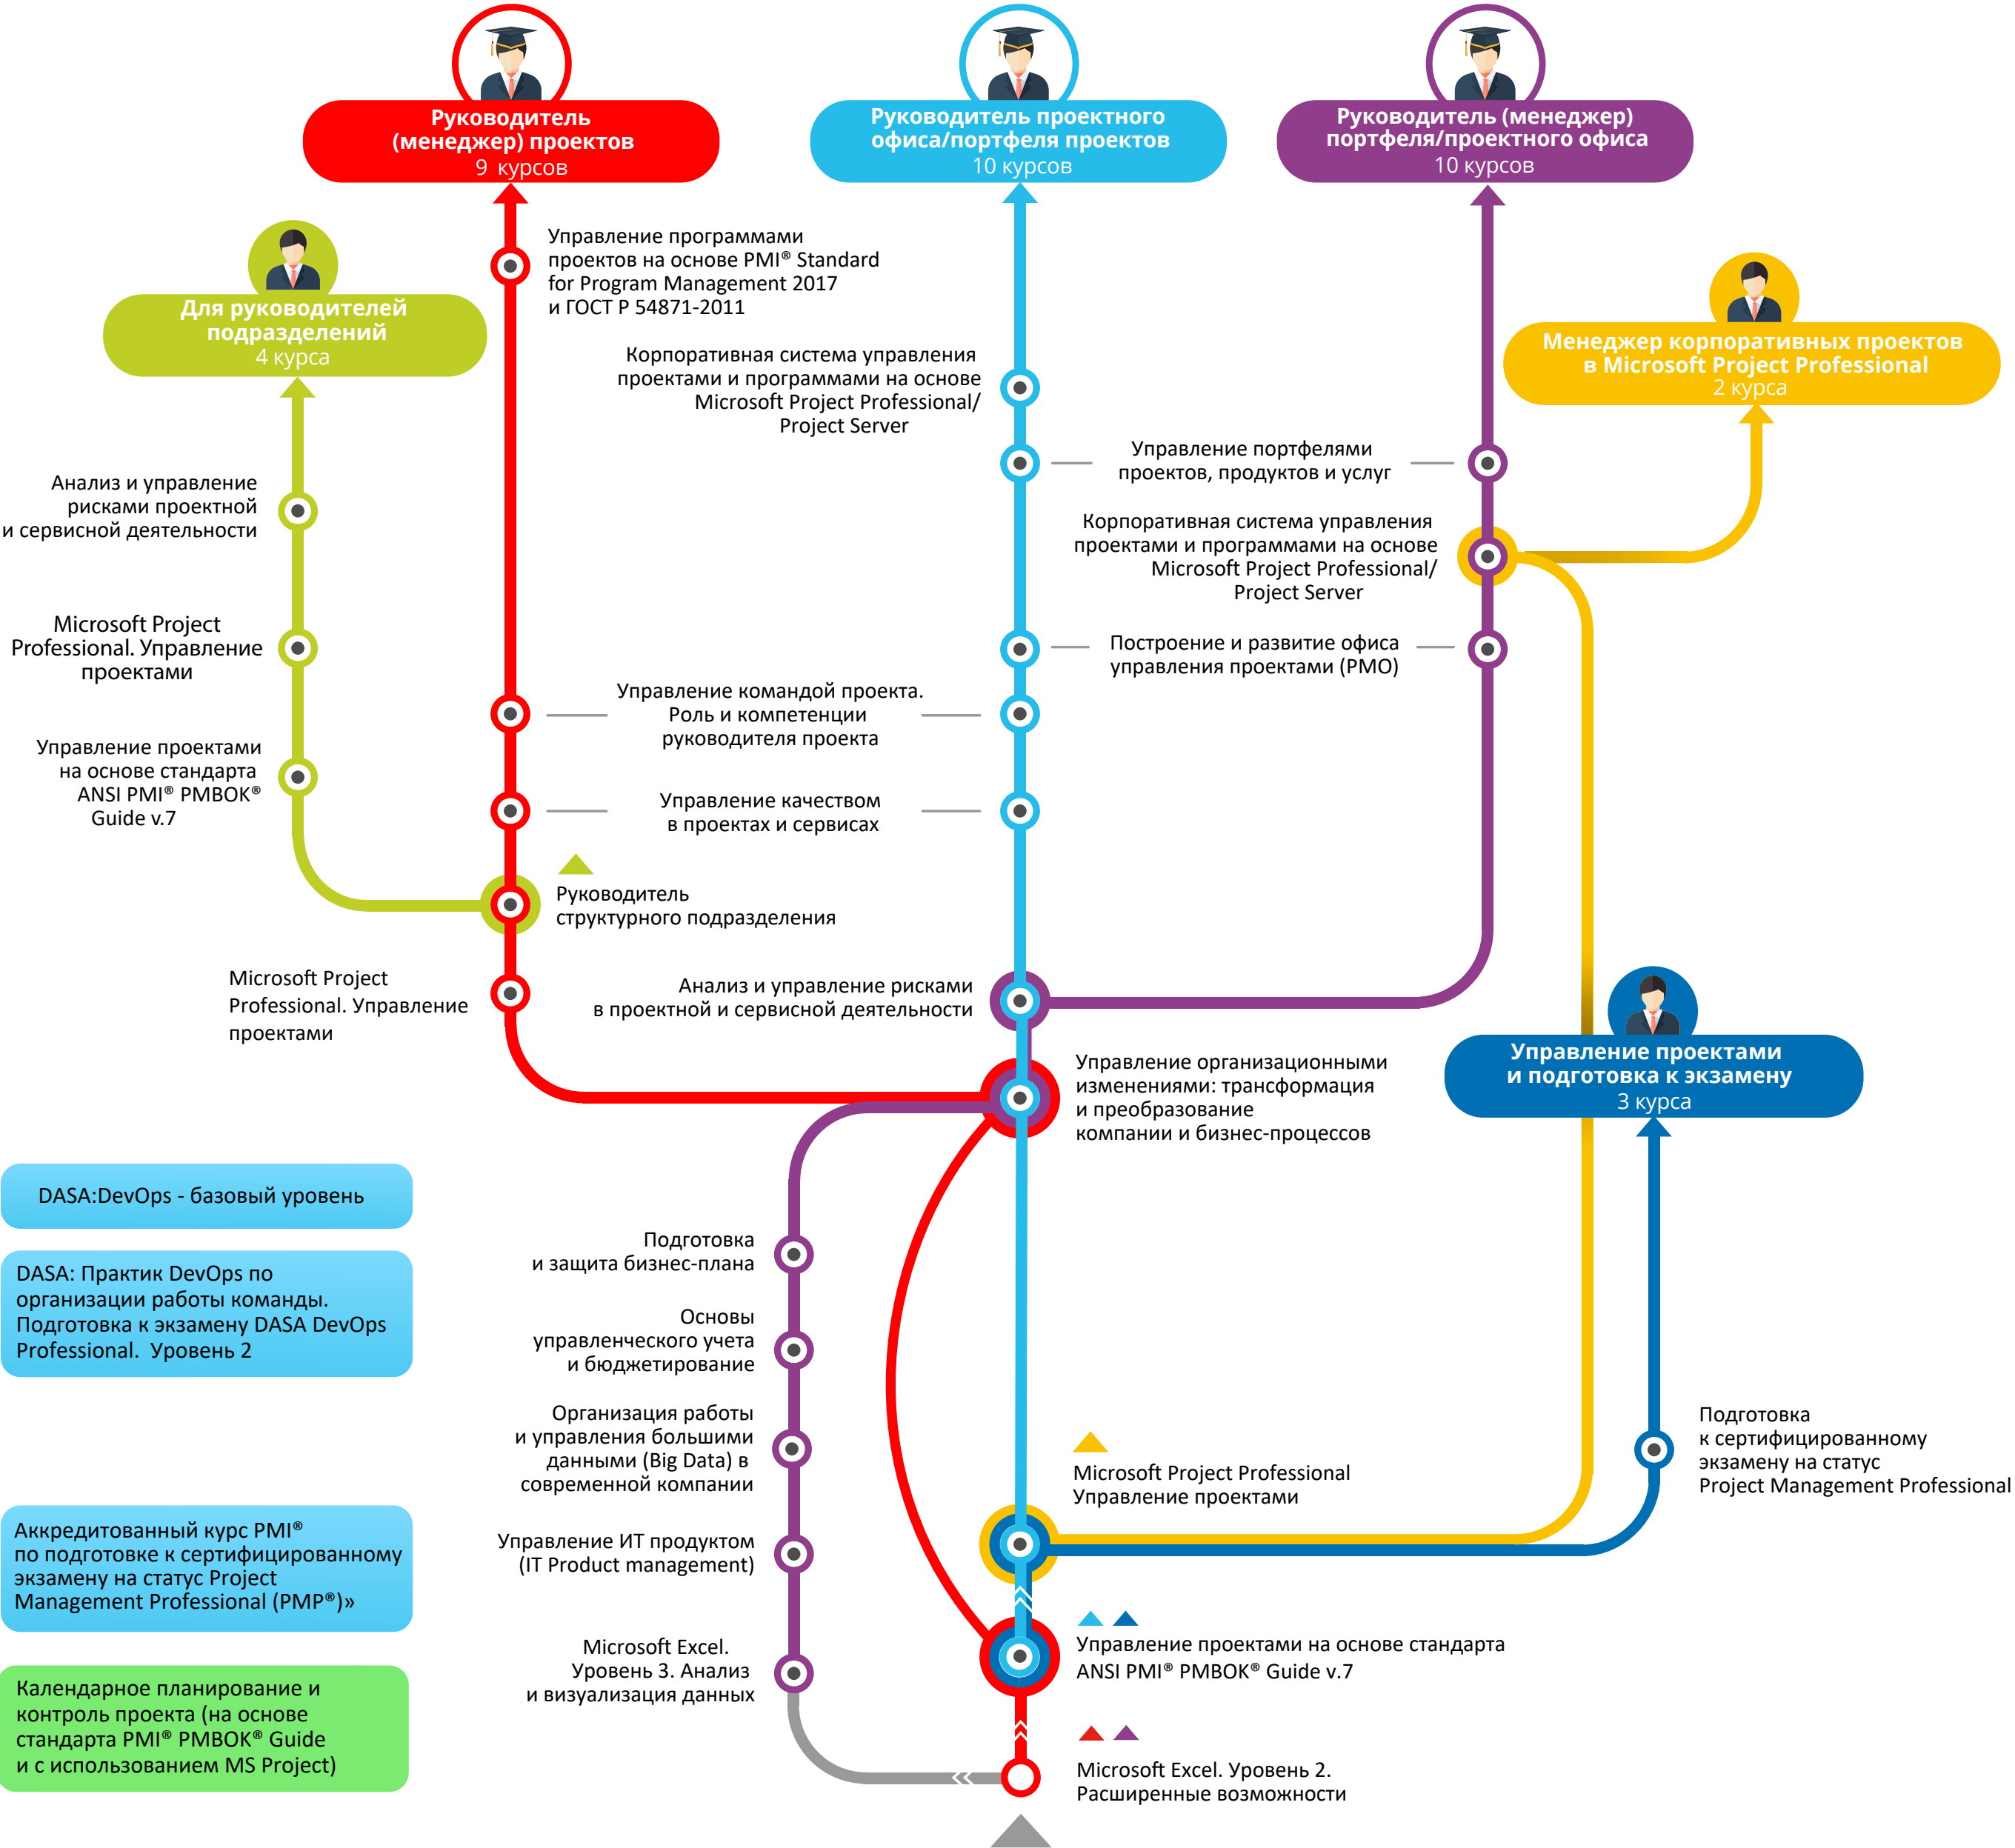 Руководитель
(менеджер) проектов
9 курсов
Руководитель проектного
офиса/портфеля проектов
10 курсов
Руководитель (менеджер)
портфеля/проектного офиса
10 курсов
Для руководителей
подразделений
4 курса
Менеджер корпоративных проектов
в Microsoft Project Professional
2 курса
Управление программами
проектов на основе PMI® Standard
for Program Management 2017
и ГОСТ Р 54871-2011
Корпоративная система управления
проектами и программами на основе
Microsoft Project Professional/
Project Server
Управление портфелями
проектов, продуктов и услуг
Анализ и управление
рисками проектной
и сервисной деятельности
Корпоративная система управления
проектами и программами на основе
Microsoft Project Professional/
Project Server
Microsoft Project
Professional. Управление
проектами
Построение и развитие офиса
управления проектами (PMO)
Управление командой проекта.
Роль и компетенции
руководителя проекта
Управление проектами
на основе стандарта
ANSI PMI® PMBOK®
Guide v.7
Управление качеством
в проектах и сервисах
Руководитель
структурного подразделения
Microsoft Project
Professional. Управление
проектами
Анализ и управление рисками
в проектной и сервисной деятельности
Управление организационными
изменениями: трансформация
и преобразование
компании и бизнес-процессов
Управление проектами
и подготовка к экзамену
3 курса
DASA:DevOps - базовый уровень
DASA: Практик DevOps по
организации работы команды.
Подготовка к экзамену DASA DevOps
Professional. Уровень 2
Подготовка
и защита бизнес-плана
Основы
управленческого учета
и бюджетирование
Организация работы
и управления большими
данными (Big Data) в
современной компании
Подготовка
к сертифицированному
экзамену на статус
Project Management Professional
Microsoft Project Professional
Управление проектами
Аккредитованный курс PMI®
по подготовке к сертифицированному
экзамену на статус Project
Management Professional (PMP®)»
Управление ИТ продуктом
(IT Product management)
Microsoft Excel.
Уровень 3. Анализ
и визуализация данных
Управление проектами на основе стандарта
ANSI PMI® PMBOK® Guide v.7
Календарное планирование и
контроль проекта (на основе
стандарта PMI® PMBOK® Guide
и с использованием MS Project)
Microsoft Excel. Уровень 2.
Расширенные возможности